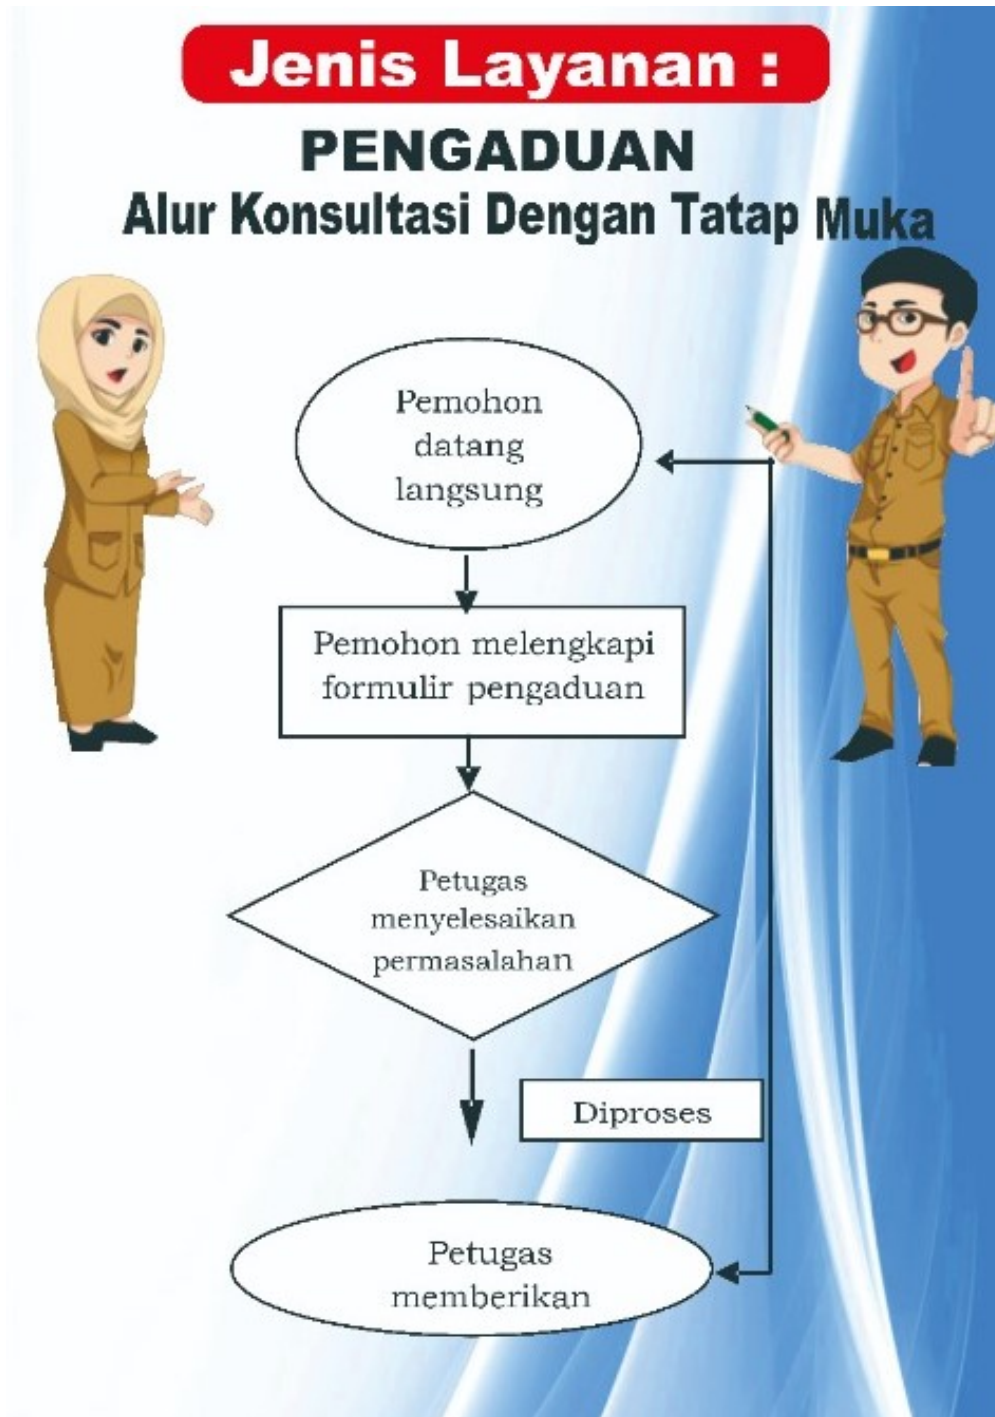 Jenis Layanan :
PENGADUAN
Alur Konsultasi Dengan Tatap Muka
Pemohon
datang
langsung
Pemohon melengkapi
formulir pengaduan
Petugas
menyelesaikan
permasalahan
Diproses
Petugas
memberikan